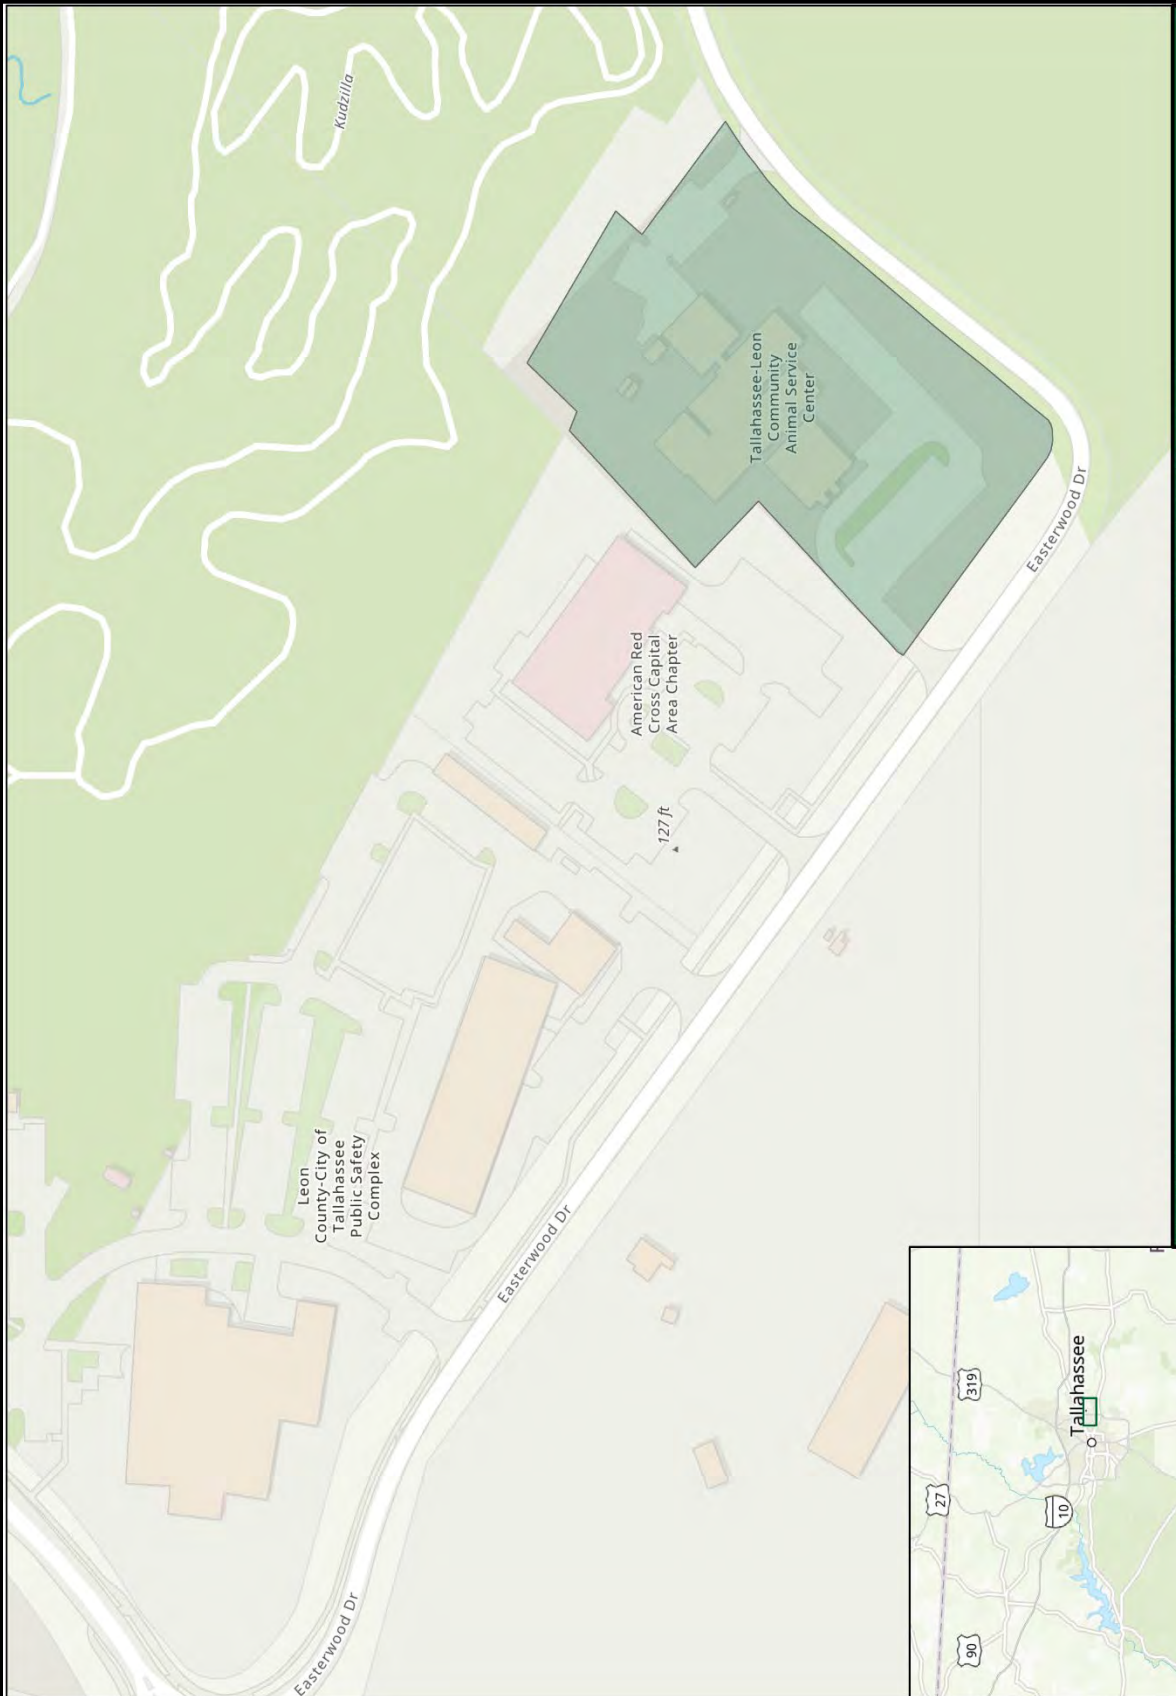 Kudzilla
Tallahassee-Leon
Community
Animal Service
Center
Easterwood Dr
American Red
Cross Capital
Area Chapter
127 ft
Leon
County-City of
Tallahassee
Public Safety
Complex
Easterwood Dr
Easterwood Dr
Tallahassee
319
27
10
90